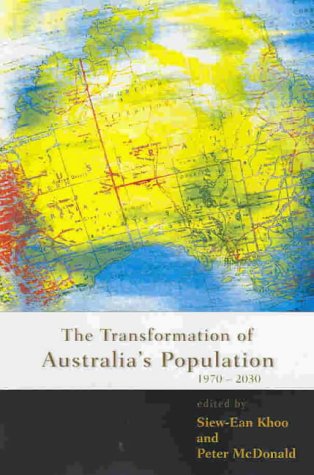 The Transformation of
Australia's Population
1970 – 2030
edited by
Siew-Ean Khoo
and
Peter McDonald